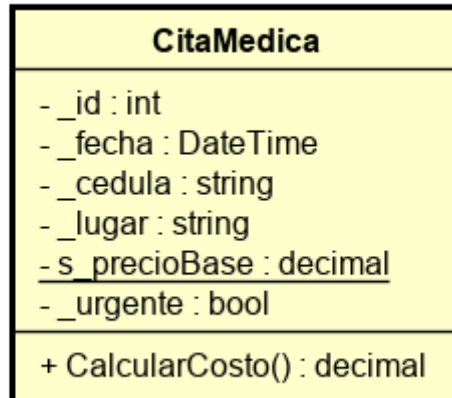 CitaMedica
- _id : int
- _fecha : DateTime
- _cedula : string
- _lugar : string
- s_precioBase : decimal
- _urgente : bool
+ CalcularCosto() : decimal